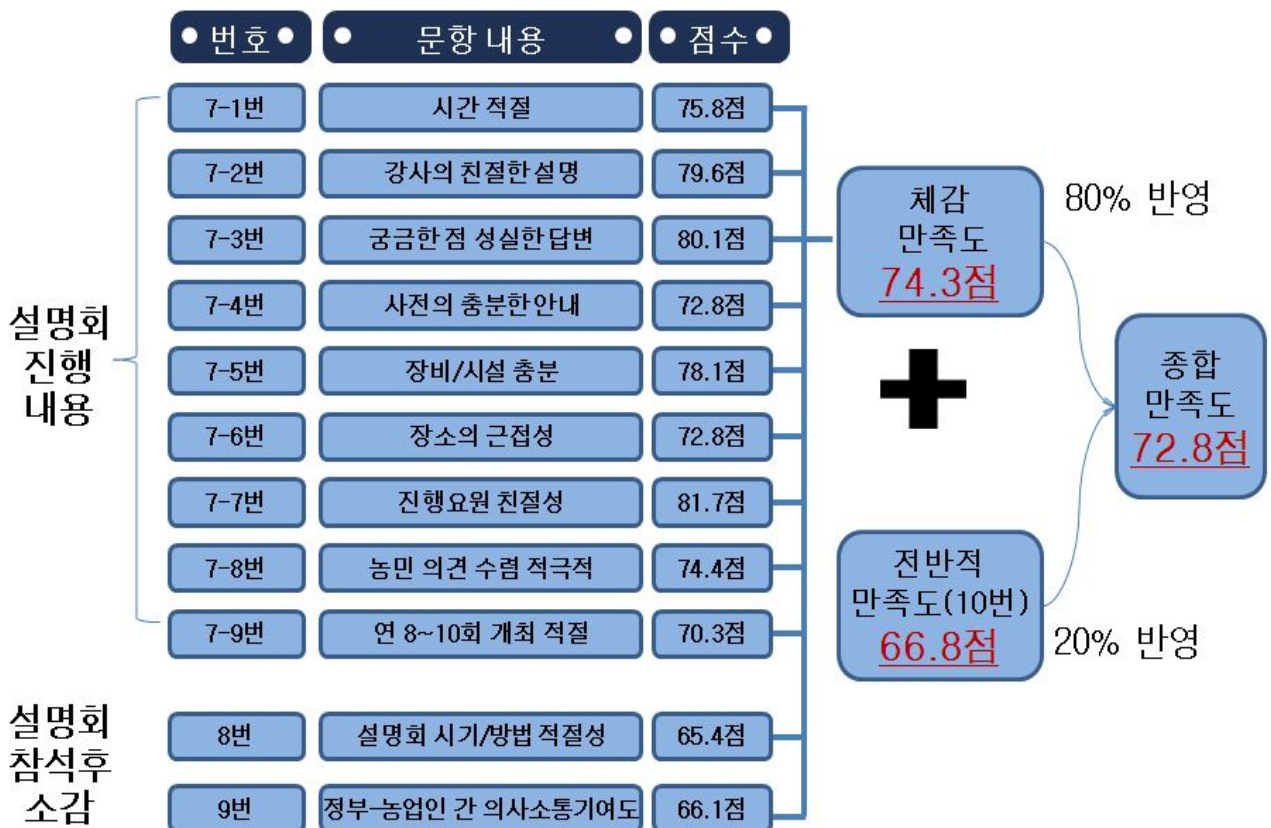 번호 문항 내용 점수
설명회
진행
내용
7-1번 시간 적절 75.8점
7-2번 강사의 친절한 설명 79.6점
7-3번 궁금한 점 성실한 답변 80.1점
7-4번 사전의 충분한 안내 72.8점
7-5번 장비/시설 충분 78.1점
7-6번 장소의 근접성 72.8점
7-7번 진행요원 친절성 81.7점
7-8번 농민 의견 수렴 적극적 74.4점
7-9번 연 8~10회 개최 적절 70.3점
설명회
참석후
소감
8번 설명회 시기/방법 적절성 65.4점
9번 정부-농업인 간 의사소통기여도 66.1점
체감
만족도
74.3점
80% 반영
전반적
만족도(10번)
66.8점
20% 반영
종합
만족도
72.8점